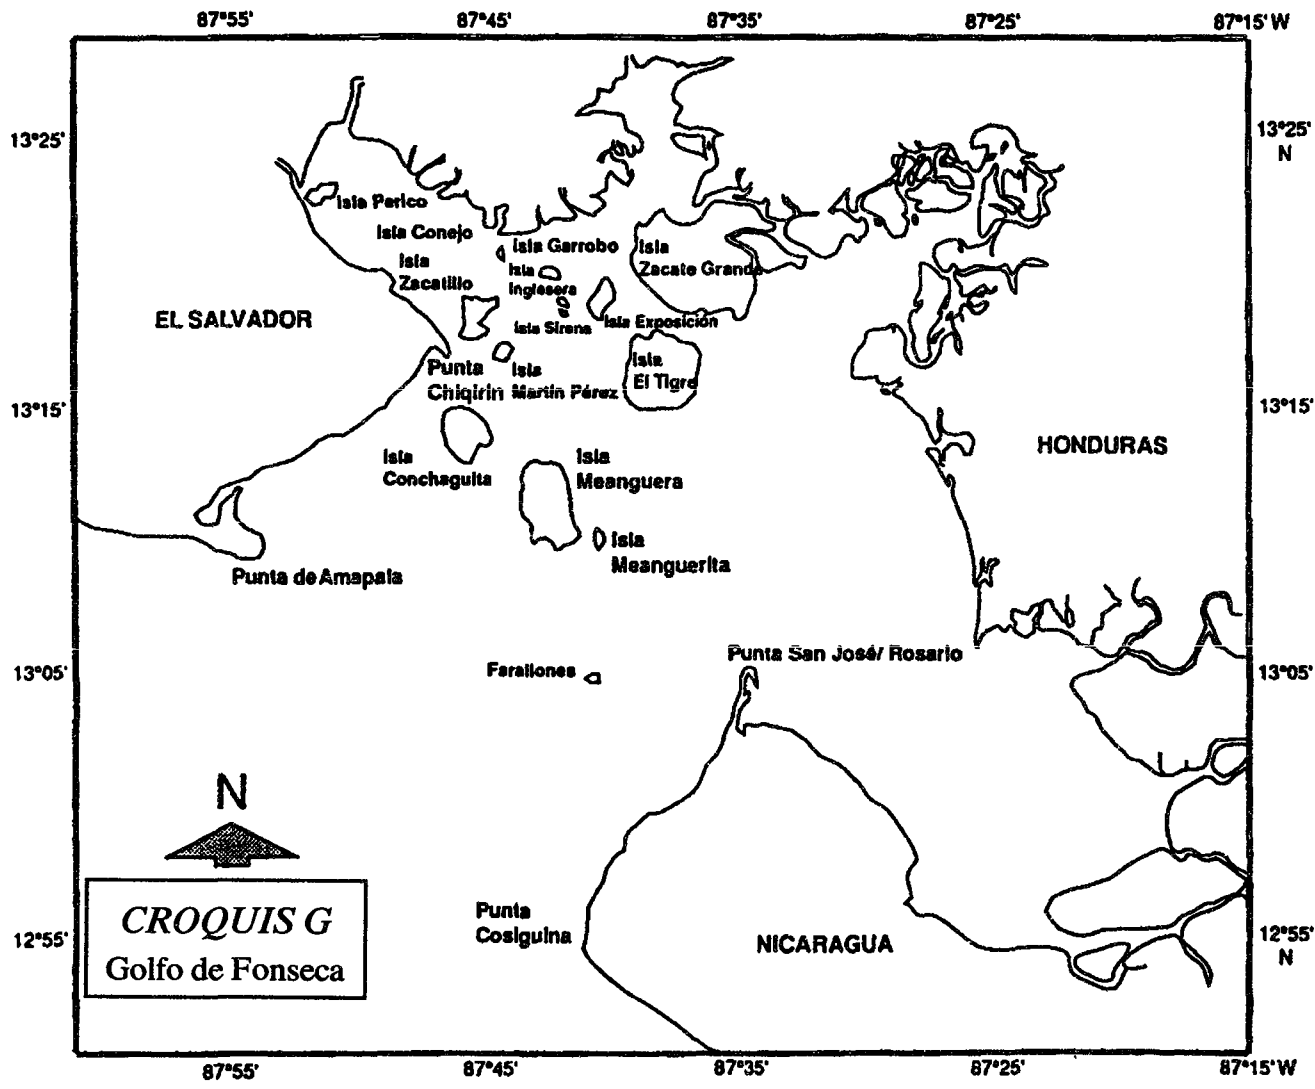 87°55' 87°45' 87°35' 87°25' 87°15' W
13°25' 13°25'
N
Isla Perico
Isla Conejo
Isla Garrobo
Isla
Zacate Grande
Isla
Zacatillo
Isla
Inglesera
EL SALVADOR
Isla Sirena
Isla Exposición
Punta
Chiqirin
Isla
Martín Pérez
Isla
El Tigre
13°15' 13°15'
HONDURAS
Isla
Conchaguita
Isla
Meanguera
Isla
Meanguerita
Punta de Amapala
Punta San José/ Rosario
Farallones
13°05' 13°05'
N
CROQUIS G
Golfo de Fonseca
Punta
Cosiguina
NICARAGUA
12°55' 12°55'
N
87°55' 87°45' 87°35' 87°25' 87°15' W